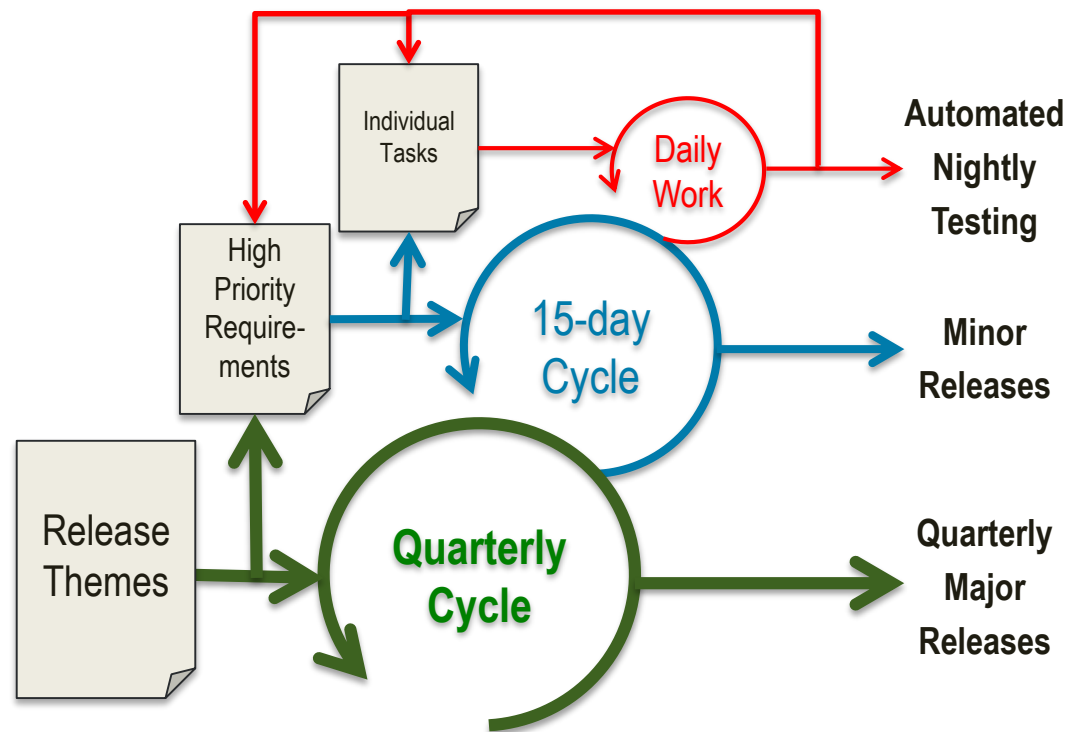 Individual
Tasks
Daily
Work
Automated
Nightly
Testing
High
Priority
Require-
ments
15-day
Cycle
Minor
Releases
Release
Themes
Quarterly
Cycle
Quarterly
Major
Releases